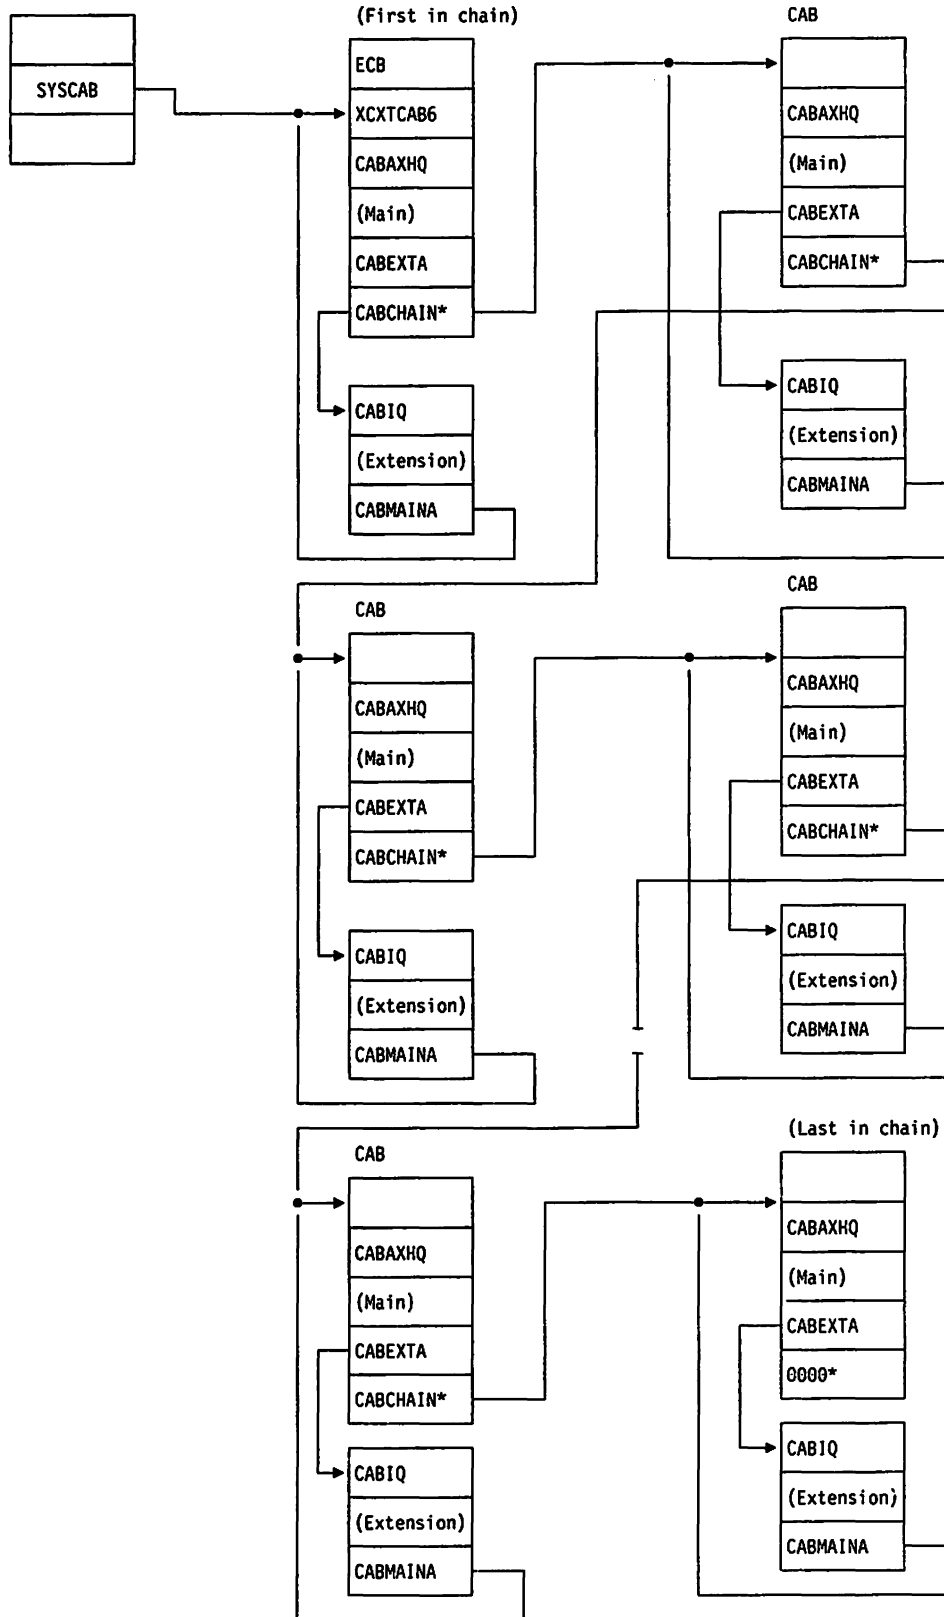 (First in chain)
CAB
SYSCAB
ECB
XCXTCAB6
CABAXHQ
(Main)
CABEXTA
CABCHAIN*
CABIQ
(Extension)
CABMAINA
CABAXHQ
(Main)
CABEXTA
CABCHAIN*
CABIQ
(Extension)
CABMAINA
CAB
CABAXHQ
(Main)
CABEXTA
CABCHAIN*
CABIQ
(Extension)
CABMAINA
CAB
CABAXHQ
(Main)
CABEXTA
CABCHAIN*
CABIQ
(Extension)
CABMAINA
CAB
CABAXHQ
(Main)
CABEXTA
CABCHAIN*
CABIQ
(Extension)
CABMAINA
(Last in chain)
CABAXHQ
(Main)
CABEXTA
0000*
CABIQ
(Extension)
CABMAINA